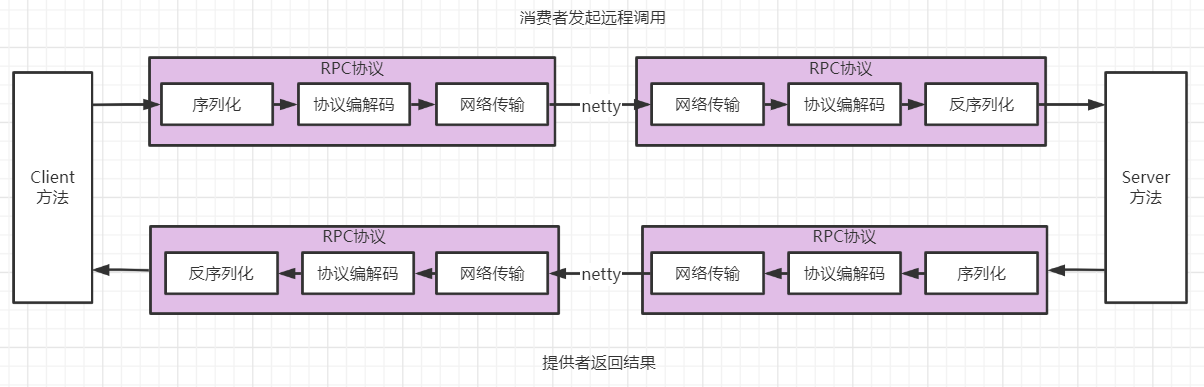 消费者发起远程调用
RPC协议
RPC协议
序列化
协议编解码
网络传输
netty
网络传输
协议编解码
反序列化
Client
方法
Server
方法
RPC协议
RPC协议
反序列化
协议编解码
网络传输
netty
网络传输
协议编解码
序列化
提供者返回结果